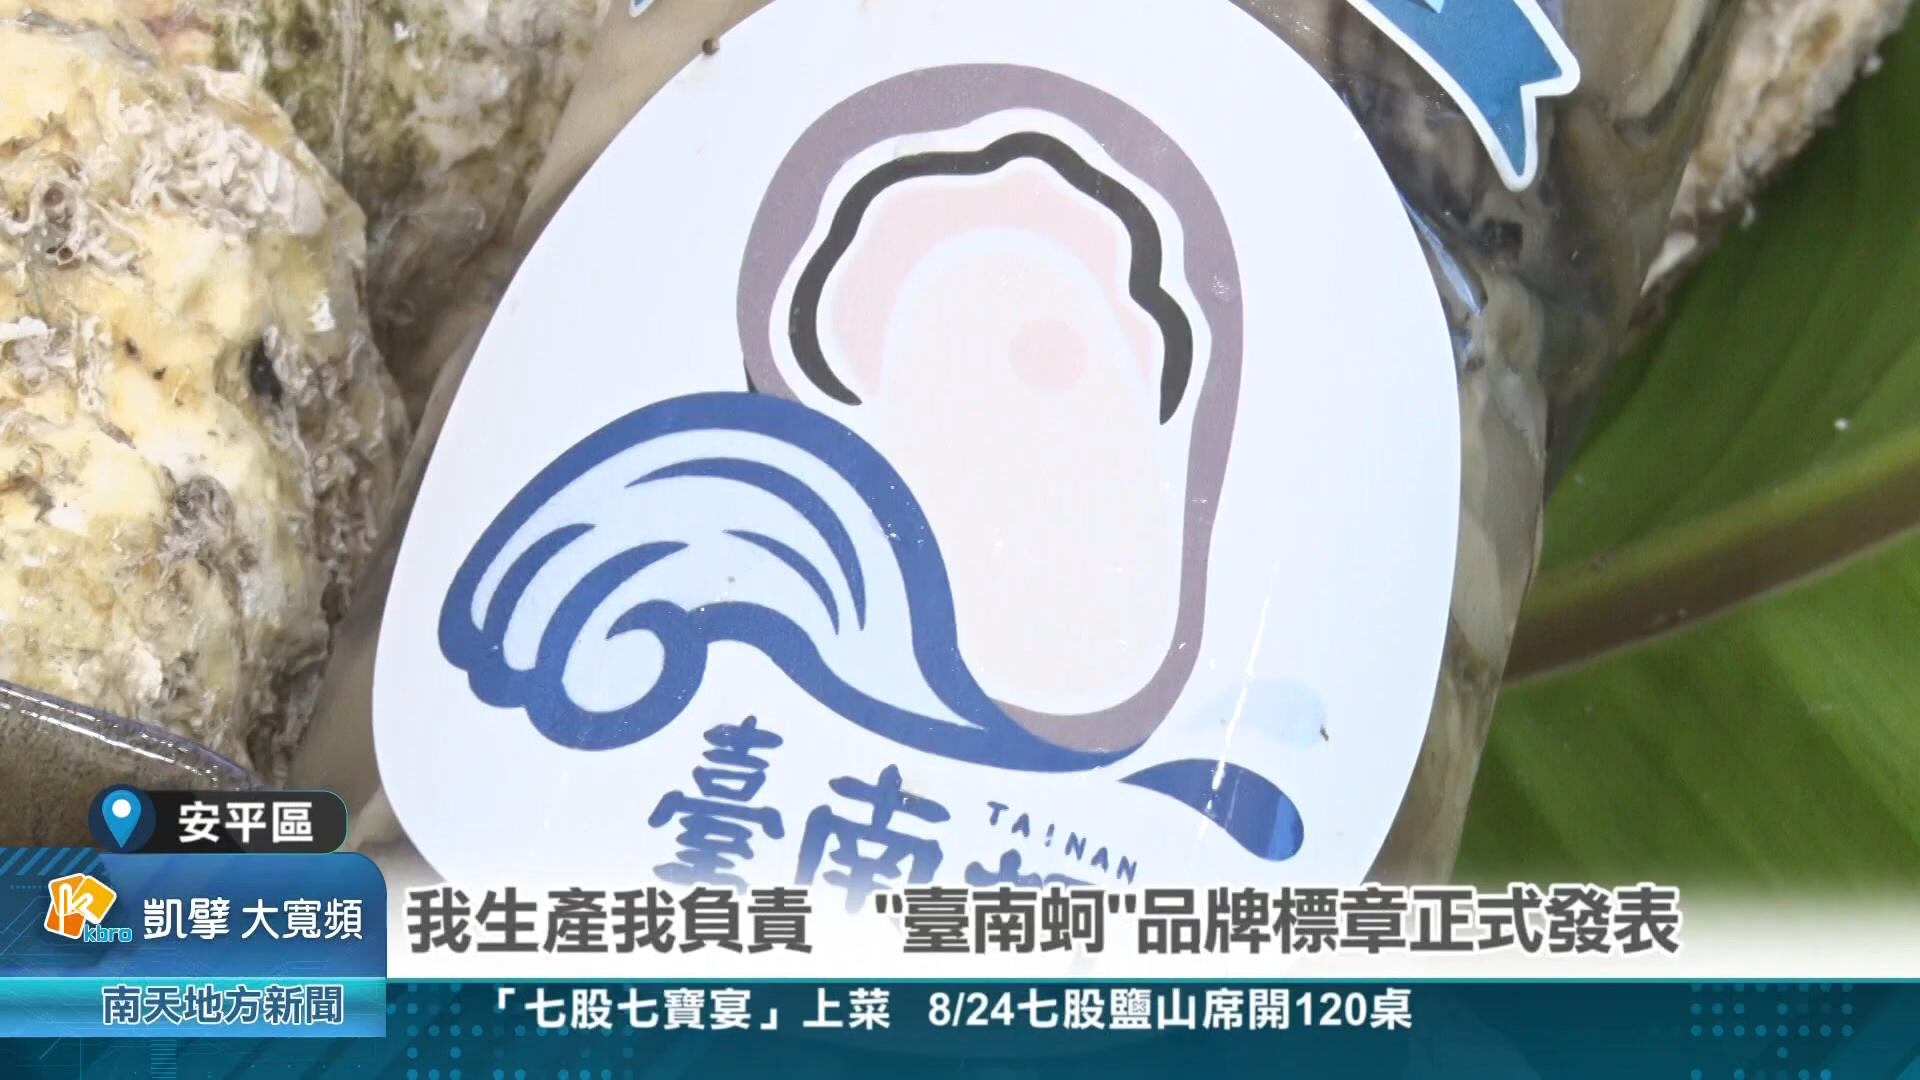 臺南
TAINAN
安平區
kbro 凱擘大寬頻
我生產我負責 "臺南蚵"品牌標章正式發表
南天地方新聞
「七股七寶宴」上菜 8/24七股鹽山席開120桌